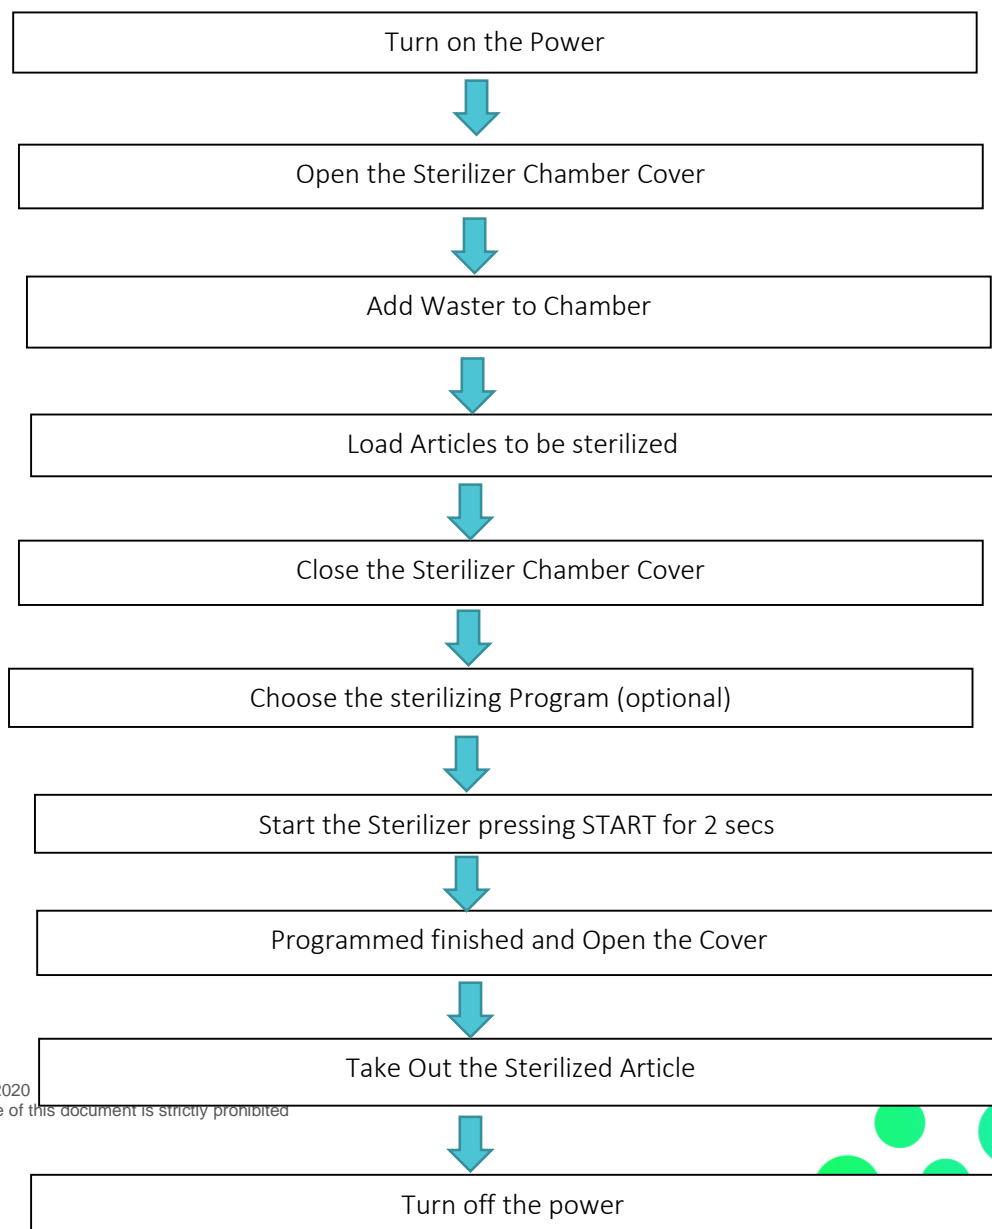 Turn on the Power
Open the Sterilizer Chamber Cover
Add Waster to Chamber
Load Articles to be sterilized
Close the Sterilizer Chamber Cover
Choose the sterilizing Program (optional)
Start the Sterilizer pressing START for 2 secs
Programmed finished and Open the Cover
Take Out the Sterilized Article
2020
of this document is strictly prohibited
Turn off the power